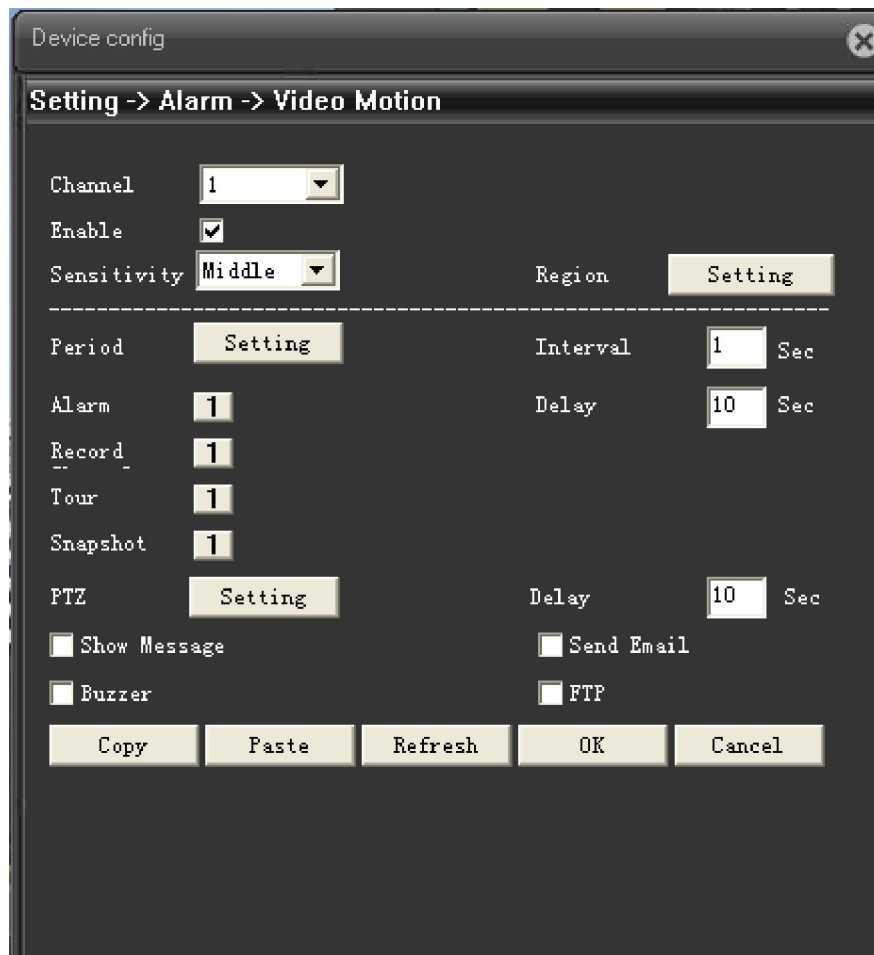 Device config
Setting -> Alarm -> Video Motion
Channel 1
Enable
Sensitivity Middle Region Setting
Period Setting Interval 1 Sec
Alarm 1 Delay 10 Sec
Record 1
Tour 1
Snapshot 1
PTZ Setting Delay 10 Sec
Show Message Send Email
Buzzer FTP
Copy Paste Refresh OK Cancel